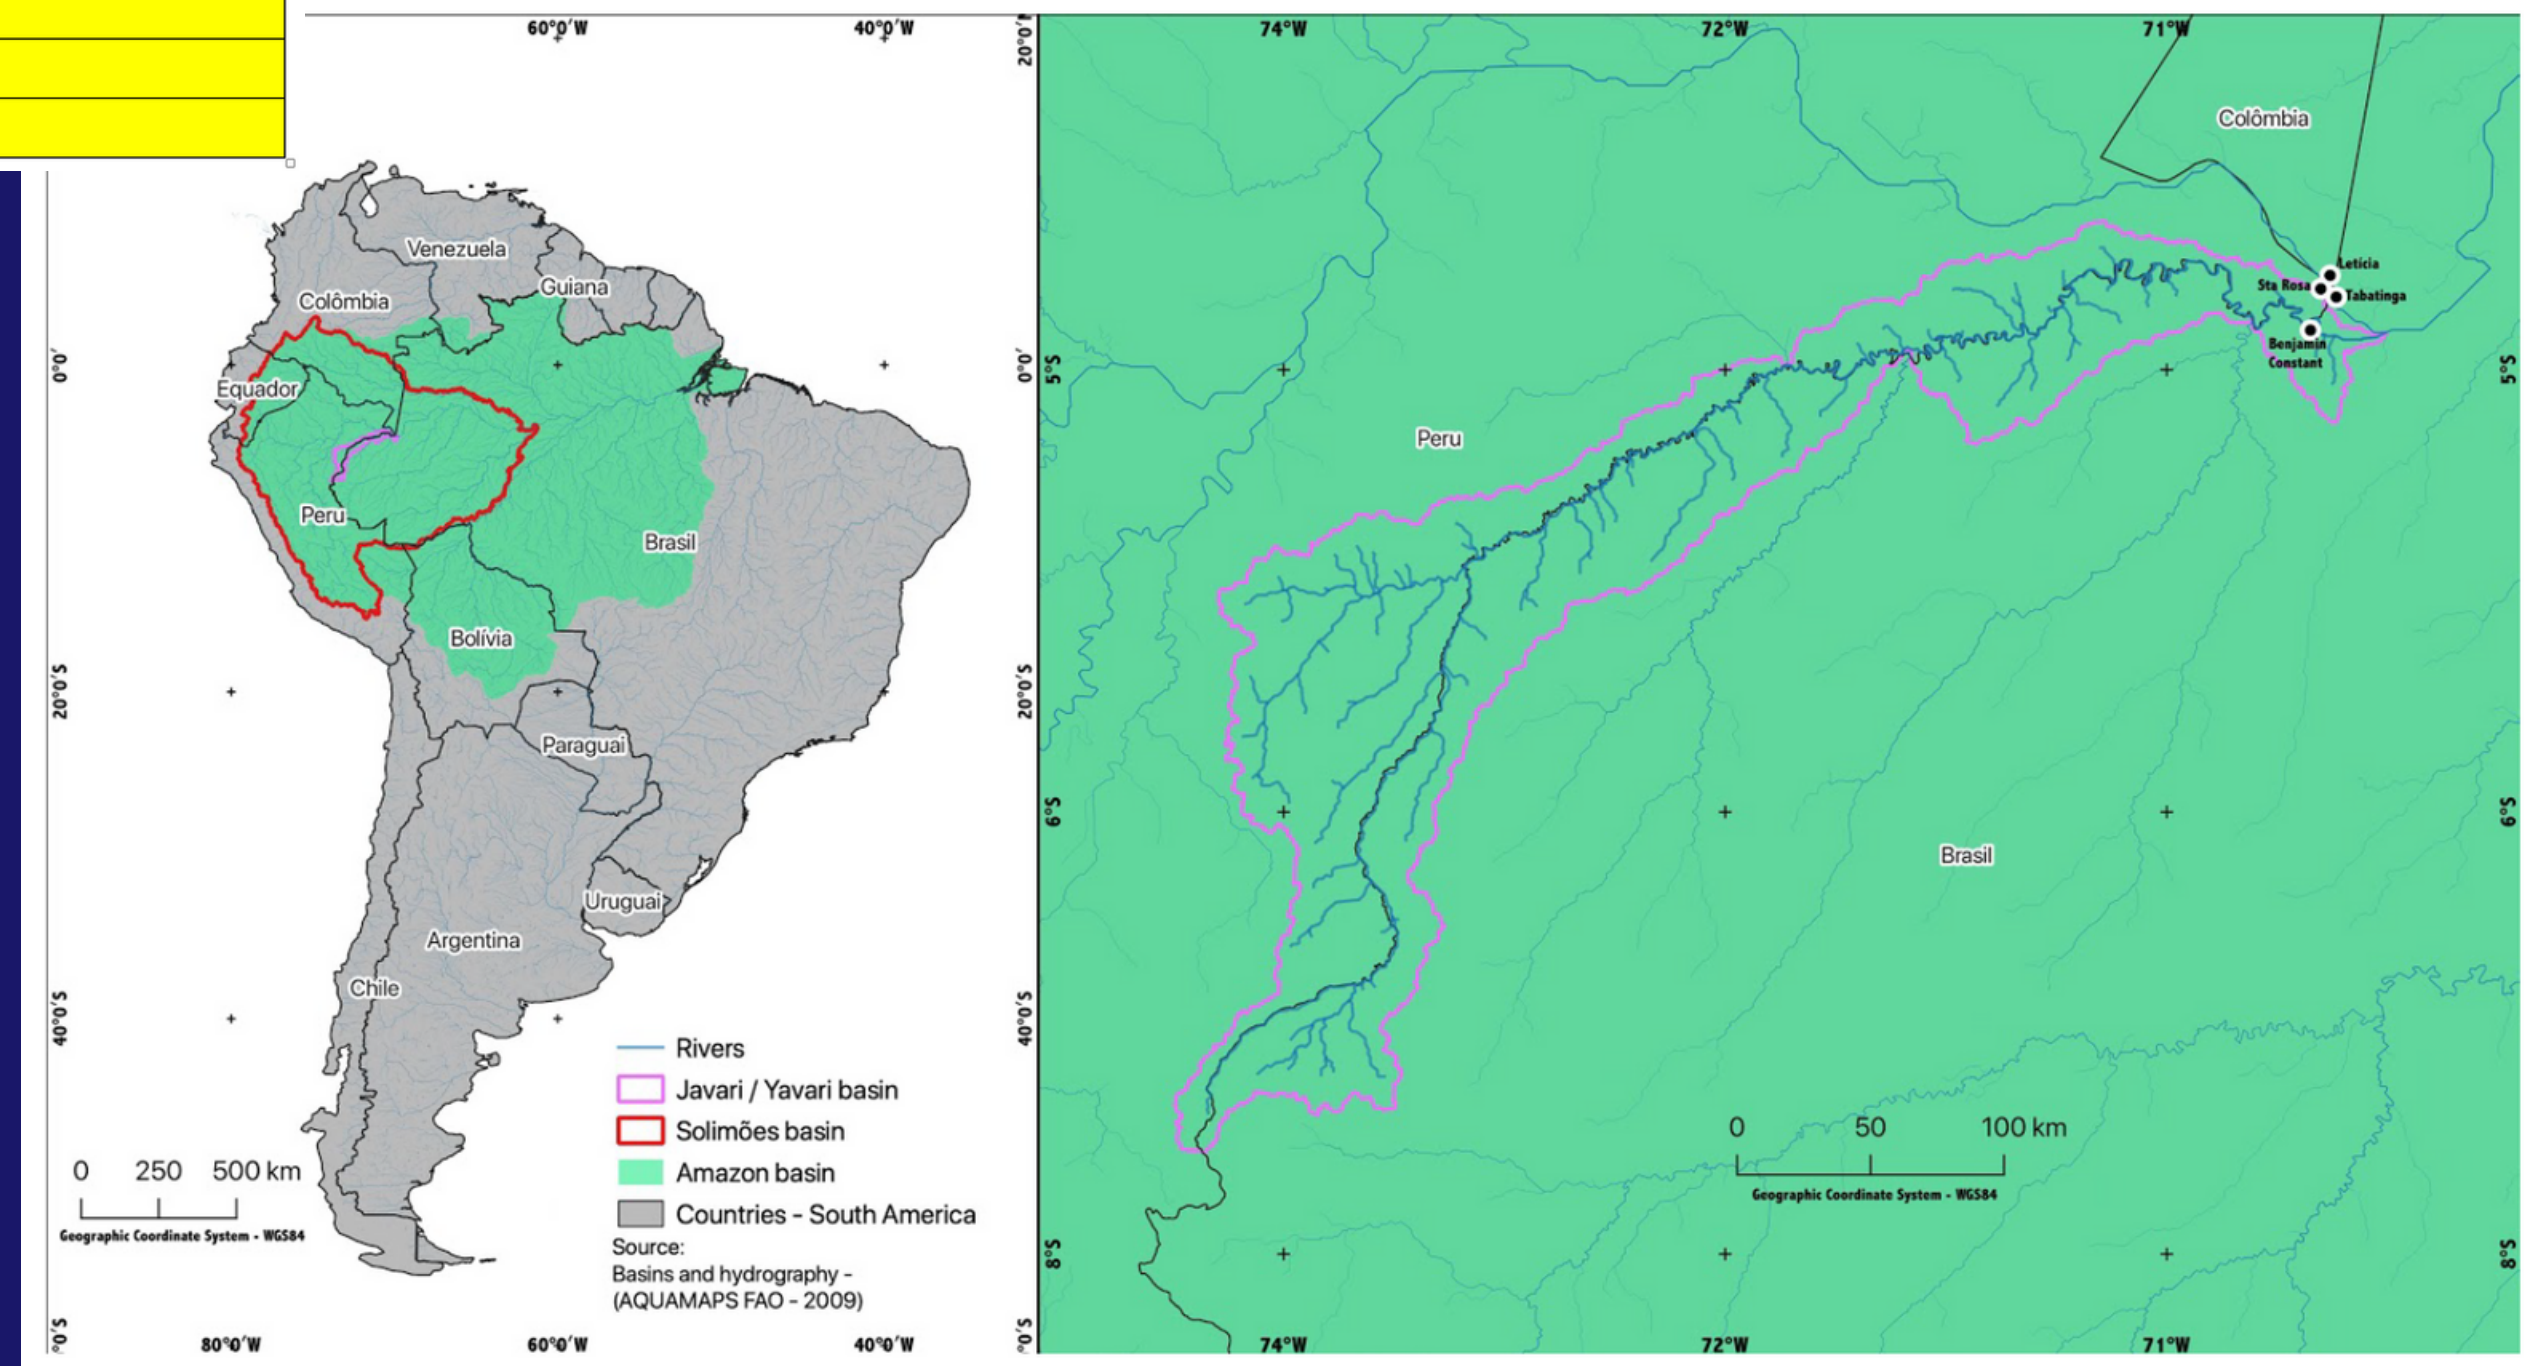 60°0'W
40°0'W
Venezuela
Guiana
Colômbia
Equador
Peru
Brasil
Bolívia
Paraguai
Uruguai
Argentina
Chile
0°0'
20°0'S
40°0'S
Rivers
Javari / Yavari basin
Solimões basin
Amazon basin
Countries - South America
Source:
Basins and hydrography -
(AQUAMAPS FAO - 2009)
0 250 500 km
Geographic Coordinate System - WGS84
80°0'W 60°0'W 40°0'W
0°0'
20°0'S
40°0'S
74°W 72°W 71°W
Colômbia
Letícia
Sta Rosa
Tabatinga
Benjamin
Constant
5°S
5°S
Peru
6°S
6°S
Brasil
0 50 100 km
Geographic Coordinate System - WGS84
8°S
8°S
74°W 72°W 71°W